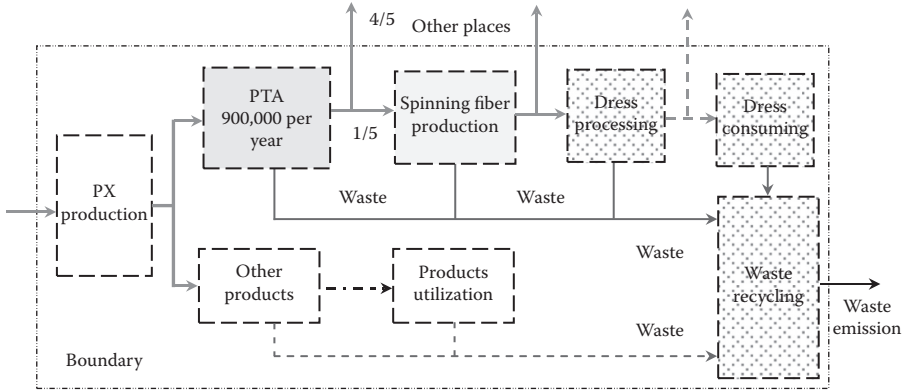 4/5
Other places
PTA
900,000 per
year
1/5
Spinning fiber
production
Dress
processing
Dress
consuming
PX
production
Waste
Waste
Other
products
Products
utilization
Waste
Waste
recycling
Waste
emission
Waste
Boundary